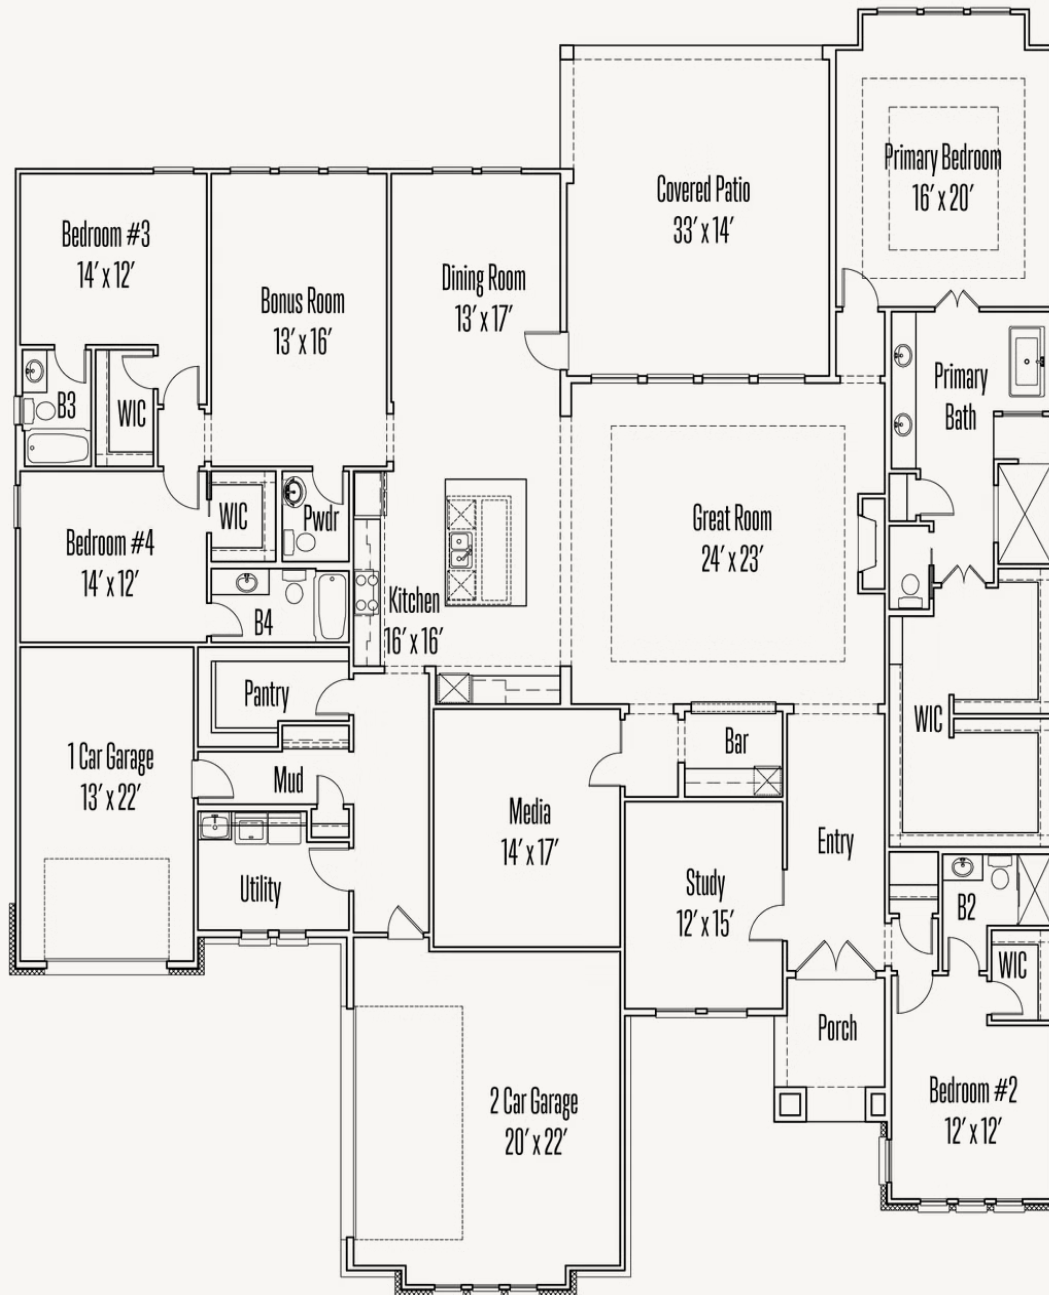 Primary Bedroom
16' x 20'
Covered Patio
33' x 14'
Bedroom #3
14' x 12'
Bonus Room
13' x 16'
Dining Room
13' x 17'
Primary
Bath
B3
WIC
WIC
Pwdr
Great Room
24' x 23'
Bedroom #4
14' x 12'
B4
Kitchen
16' x 16'
Pantry
WIC
Bar
1 Car Garage
13' x 22'
Mud
Media
14' x 17'
Entry
Utility
Study
12' x 15'
B2
WIC
Porch
2 Car Garage
20' x 22'
Bedroom #2
12' x 12'